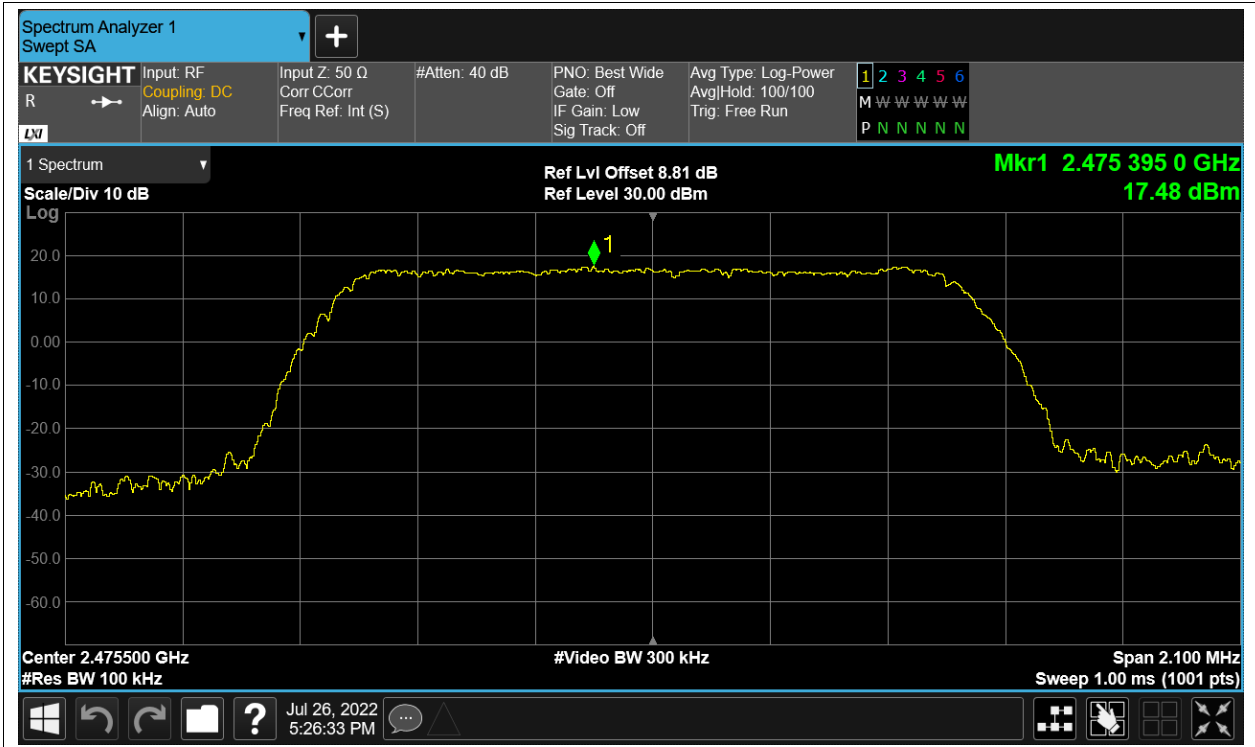 Spectrum Analyzer 1
Swept SA
+
KEYSIGHT Input: RF Input Z: 50 Ω #Atten: 40 dB PNO: Best Wide Avg Type: Log-Power 1 2 3 4 5 6
R Coupling: DC Corr CCorr Gate: Off Avg|Hold: 100/100 M W W W W W
Align: Auto Freq Ref: Int (S) IF Gain: Low Trig: Free Run
LXI Sig Track: Off P N N N N N
1 Spectrum Ref Lvl Offset 8.81 dB Mkr1 2.475 395 0 GHz
Scale/Div 10 dB Ref Level 30.00 dBm 17.48 dBm
Log
1
20.0
10.0
0.00
-10.0
-20.0
-30.0
-40.0
-50.0
-60.0
Center 2.475500 GHz #Video BW 300 kHz Span 2.100 MHz
#Res BW 100 kHz Sweep 1.00 ms (1001 pts)
? Jul 26, 2022
5:26:33 PM